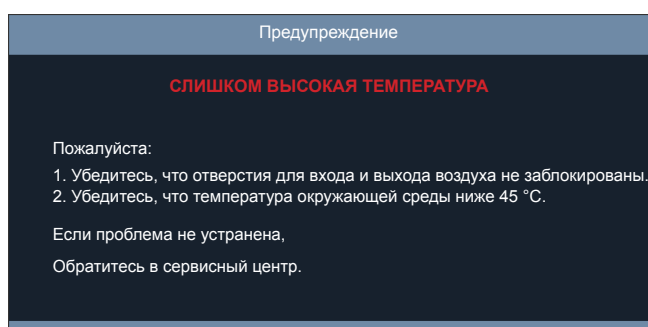 Предупреждение
СЛИШКОМ ВЫСОКАЯ ТЕМПЕРАТУРА
Пожалуйста:
1. Убедитесь, что отверстия для входа и выхода воздуха не заблокированы.
2. Убедитесь, что температура окружающей среды ниже 45 °C.
Если проблема не устранена,
Обратитесь в сервисный центр.